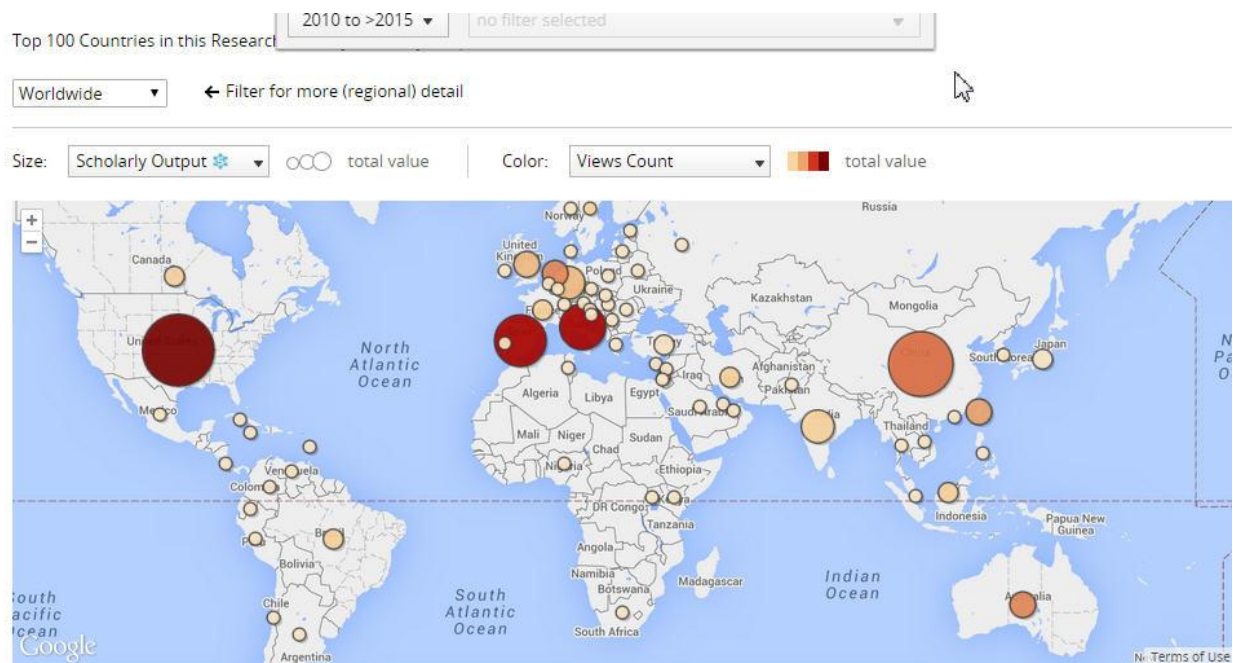 2010 to >2015
no filter selected
Top 100 Countries in this Research
Worldwide
← Filter for more (regional) detail
Size:
Scholarly Output
total value
Color:
Views Count
total value
+
−
Russia
Norway
United
Canada
Ukraine
Kazakhstan
Mongolia
North
Atlantic
Ocean
Japan
Afghanistan
Iraq
Algeria
Libya
Egypt
Mexico
Thailand
Mali
Niger
Sudan
Chad
Ethiopia
DR Congo
Indonesia
Papua New
Guinea
Tanzania
Angola
Bolivia
Namibia
Botswana
Madagascar
Indian
Ocean
South
Atlantic
Ocean
Chile
South Africa
Argentina
Google
Terms of Use